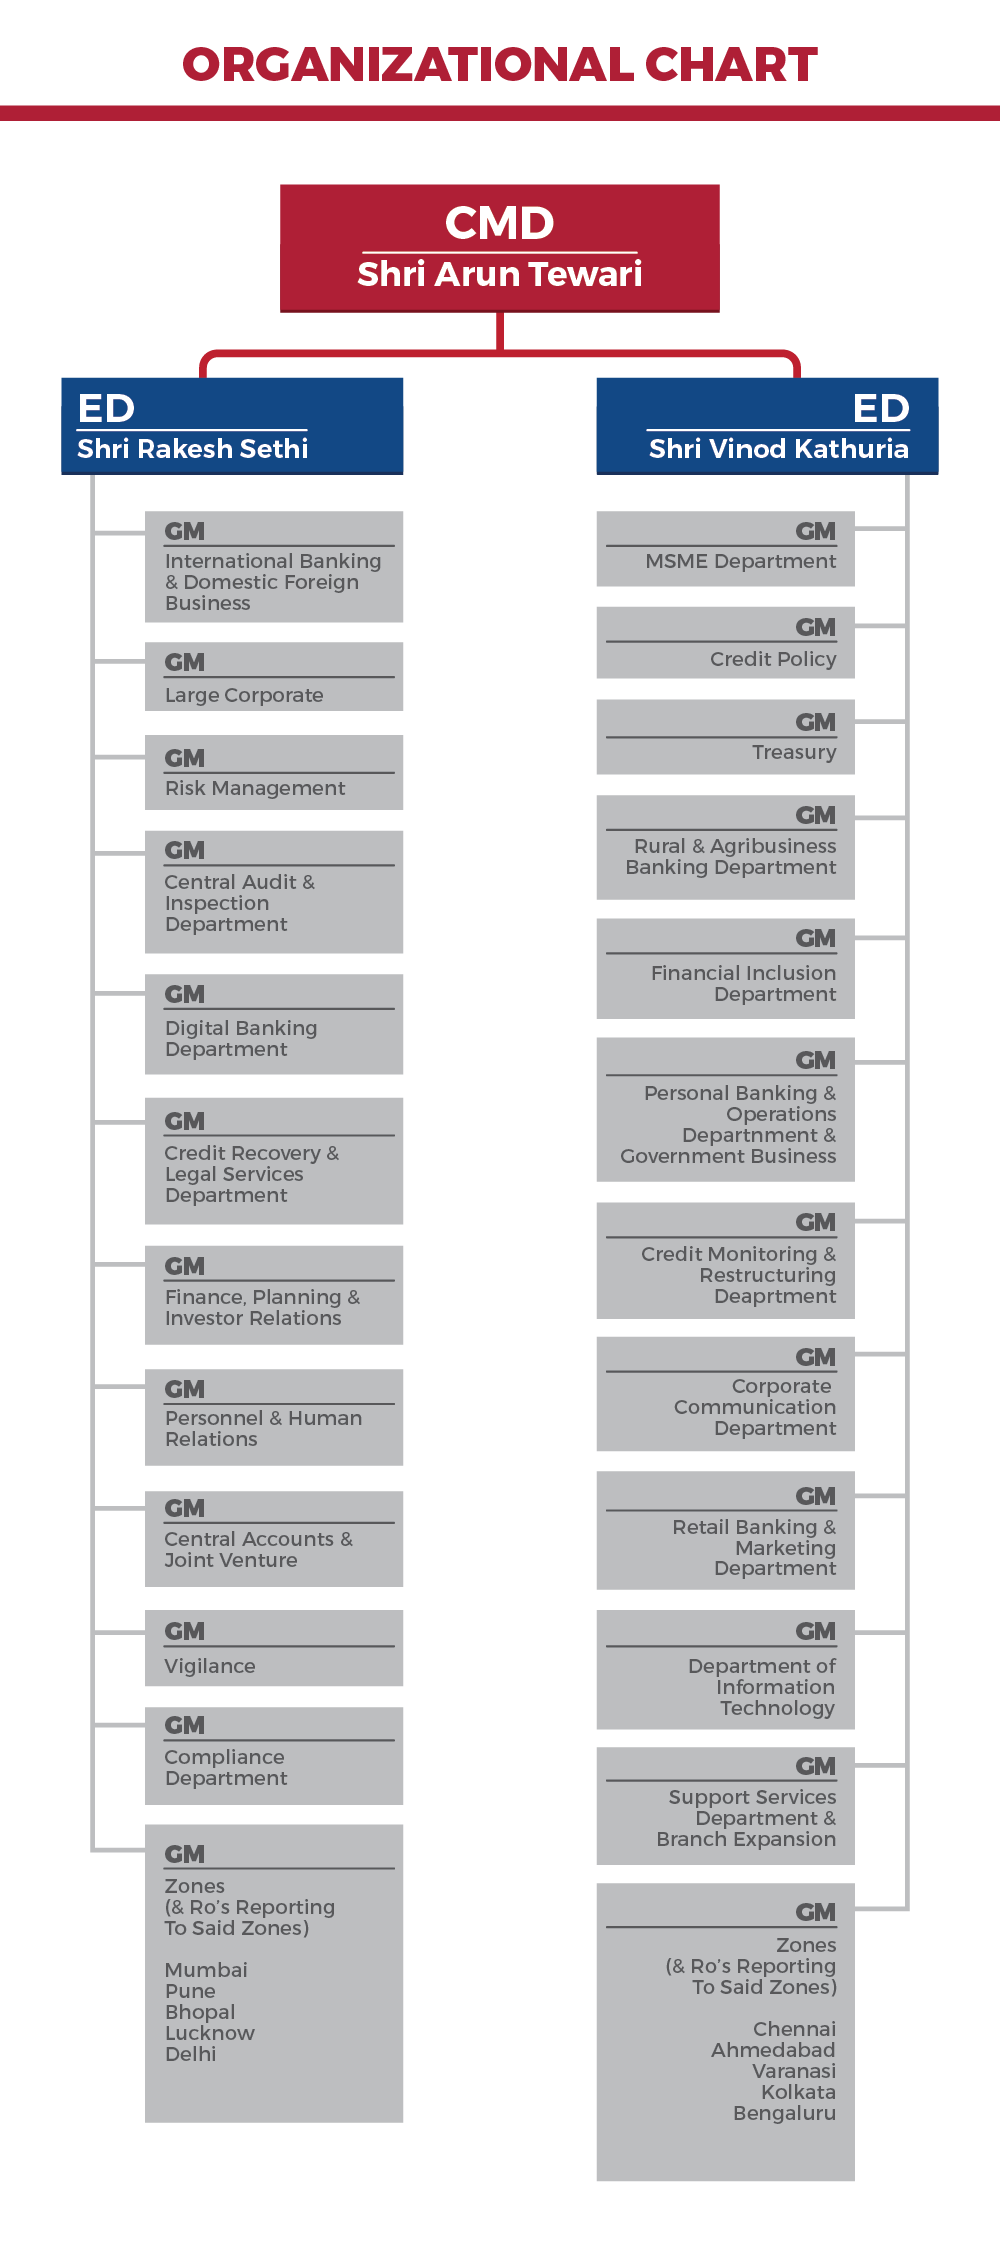 ORGANIZATIONAL CHART
CMD
Shri Arun Tewari
ED
Shri Rakesh Sethi
GM
International Banking
& Domestic Foreign
Business
GM
Large Corporate
GM
Risk Management
GM
Central Audit &
Inspection
Department
GM
Digital Banking
Department
GM
Credit Recovery &
Legal Services
Department
GM
Finance, Planning &
Investor Relations
GM
Personnel & Human
Relations
GM
Central Accounts &
Joint Venture
GM
Vigilance
GM
Compliance
Department
GM
Zones
(& Ro's Reporting
To Said Zones)
Mumbai
Pune
Bhopal
Lucknow
Delhi
ED
Shri Vinod Kathuria
GM
MSME Department
GM
Credit Policy
GM
Treasury
GM
Rural & Agribusiness
Banking Department
GM
Financial Inclusion
Department
GM
Personal Banking &
Operations
Departnment &
Government Business
GM
Credit Monitoring &
Restructuring
Deaprtment
GM
Corporate
Communication
Department
GM
Retail Banking &
Marketing
Department
GM
Department of
Information
Technology
GM
Support Services
Department &
Branch Expansion
GM
Zones
(& Ro's Reporting
To Said Zones)
Chennai
Ahmedabad
Varanasi
Kolkata
Bengaluru